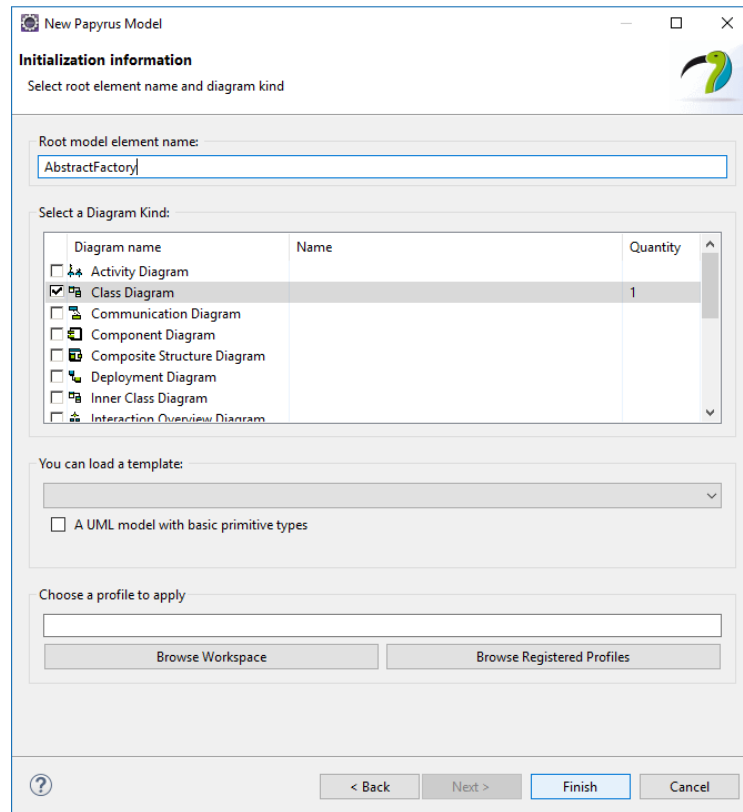 New Papyrus Model
Initialization information
Select root element name and diagram kind
Root model element name:
AbstractFactory
Select a Diagram Kind:
Diagram name Name Quantity
Activity Diagram
Class Diagram 1
Communication Diagram
Component Diagram
Composite Structure Diagram
Deployment Diagram
Inner Class Diagram
Interaction Overview Diagram
You can load a template:
A UML model with basic primitive types
Choose a profile to apply
Browse Workspace Browse Registered Profiles
? < Back Next > Finish Cancel